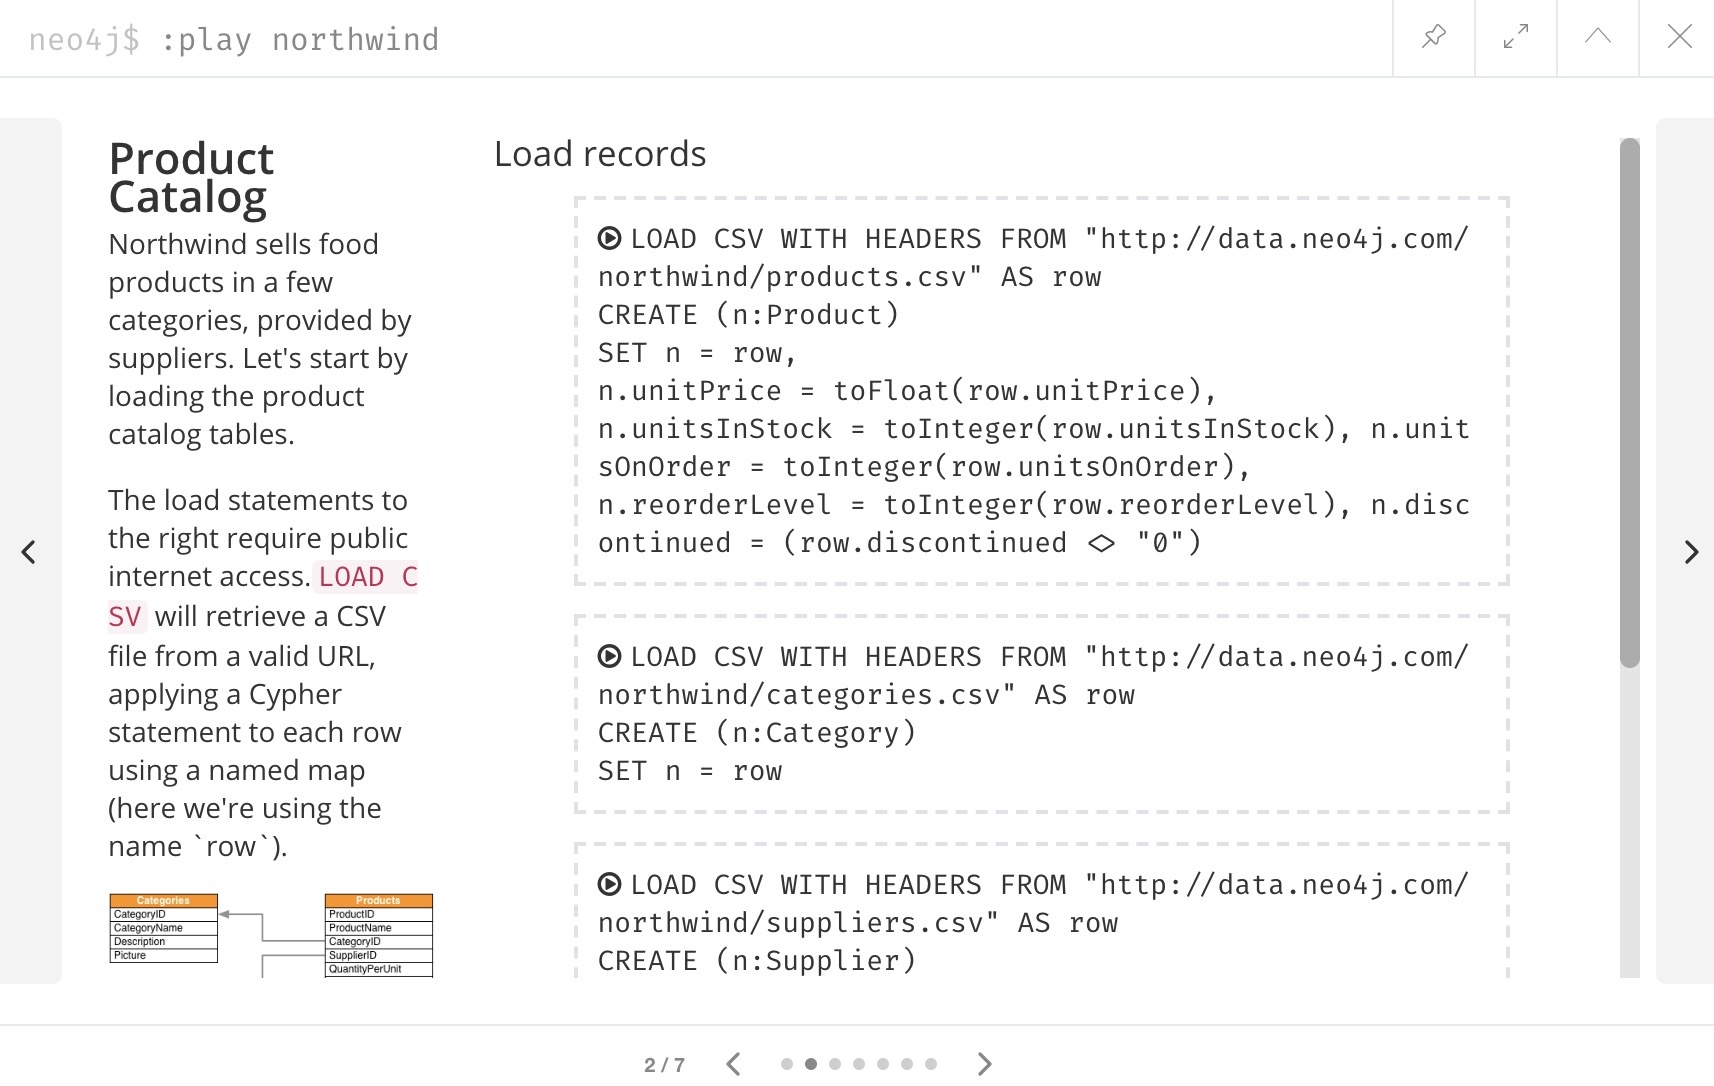 neo4j$ :play northwind
Product
Catalog
Northwind sells food
products in a few
categories, provided by
suppliers. Let's start by
loading the product
catalog tables.
The load statements to
the right require public
internet access. LOAD C
SV will retrieve a CSV
file from a valid URL,
applying a Cypher
statement to each row
using a named map
(here we're using the
name `row`).
Categories
CategoryID
CategoryName
Description
Picture
Products
ProductID
ProductName
CategoryID
SupplierID
QuantityPerUnit
Load records
LOAD CSV WITH HEADERS FROM "http://data.neo4j.com/
northwind/products.csv" AS row
CREATE (n:Product)
SET n = row,
n.unitPrice = toFloat(row.unitPrice),
n.unitsInStock = toInteger(row.unitsInStock), n.unit
sOnOrder = toInteger(row.unitsOnOrder),
n.reorderLevel = toInteger(row.reorderLevel), n.disc
ontinued = (row.discontinued <> "0")
LOAD CSV WITH HEADERS FROM "http://data.neo4j.com/
northwind/categories.csv" AS row
CREATE (n:Category)
SET n = row
LOAD CSV WITH HEADERS FROM "http://data.neo4j.com/
northwind/suppliers.csv" AS row
CREATE (n:Supplier)
2 / 7